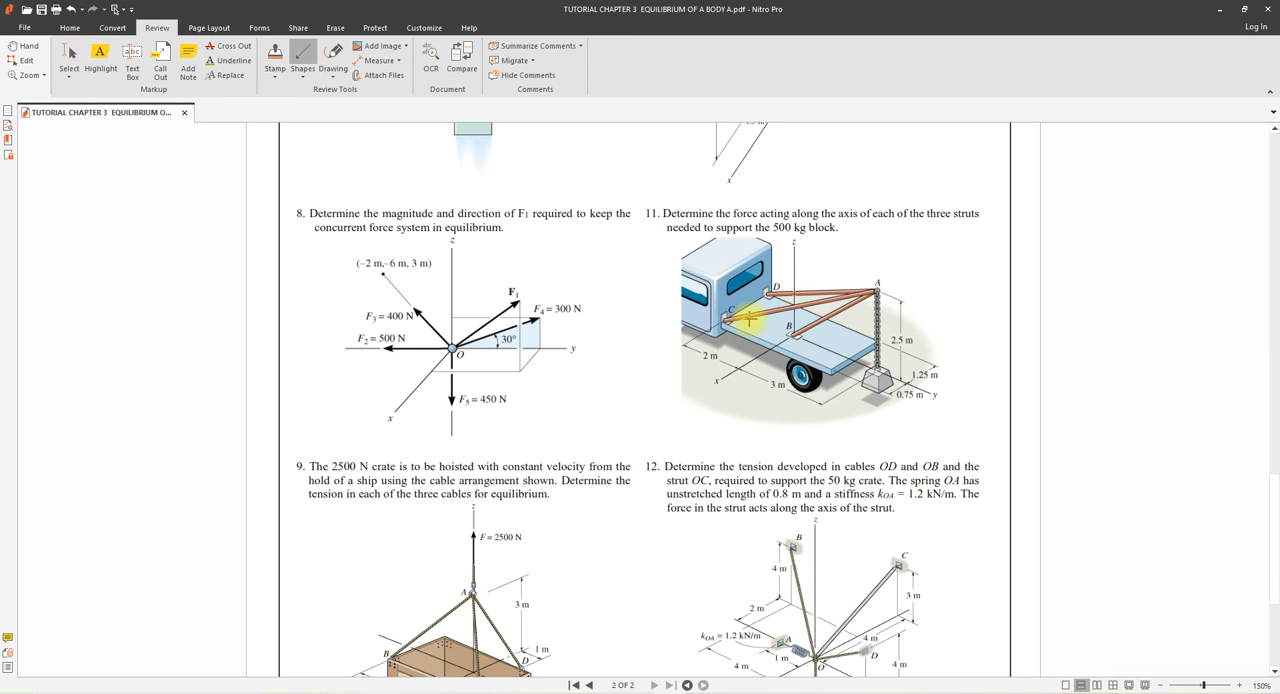 TUTORIAL CHAPTER 3 EQUILIBRIUM OF A BODY A.pdf - Nitro Pro
File Home Convert Review Page Layout Forms Share Erase Protect Customize Help Log In
Hand
Edit
Zoom
Select
Highlight
Text Box
Call Out
Add Note
Cross Out
Underline
Replace
Markup
Stamp
Shapes
Drawing
Add Image
Measure
Attach Files
Review Tools
OCR
Compare
Document
Summarize Comments
Migrate
Hide Comments
Comments
TUTORIAL CHAPTER 3 EQUILIBRIUM O...
x
8. Determine the magnitude and direction of F1 required to keep the
concurrent force system in equilibrium.
z
(−2 m,−6 m, 3 m)
F1
F4 = 300 N
F3 = 400 N
F2 = 500 N
30°
O
y
F5 = 450 N
x
11. Determine the force acting along the axis of each of the three struts
needed to support the 500 kg block.
z
A
D
C
B
2.5 m
2 m
1.25 m
x
3 m
0.75 m
y
9. The 2500 N crate is to be hoisted with constant velocity from the
hold of a ship using the cable arrangement shown. Determine the
tension in each of the three cables for equilibrium.
z
F = 2500 N
A
3 m
1 m
B
D
12. Determine the tension developed in cables OD and OB and the
strut OC, required to support the 50 kg crate. The spring OA has
unstretched length of 0.8 m and a stiffness kOA = 1.2 kN/m. The
force in the strut acts along the axis of the strut.
z
B
C
4 m
3 m
2 m
kOA = 1.2 kN/m
A
4 m
D
1 m
4 m
4 m
O
2 OF 2
150%